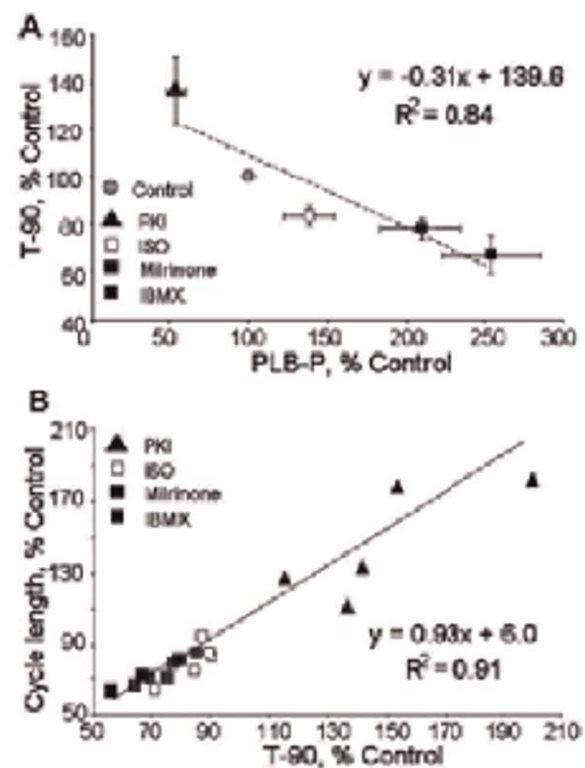 A
160
140
120
100
80
60
40
T-90, % Control
y = -0.31x + 139.6
R2 = 0.84
Control
PKI
ISO
Milrinone
IBMX
0 50 100 150 200 250 300
PLB-P, % Control
B
210
170
130
90
50
Cycle length, % Control
PKI
ISO
Milrinone
IBMX
y = 0.93x + 6.0
R2 = 0.91
50 70 90 110 130 150 170 190 210
T-90, % Control